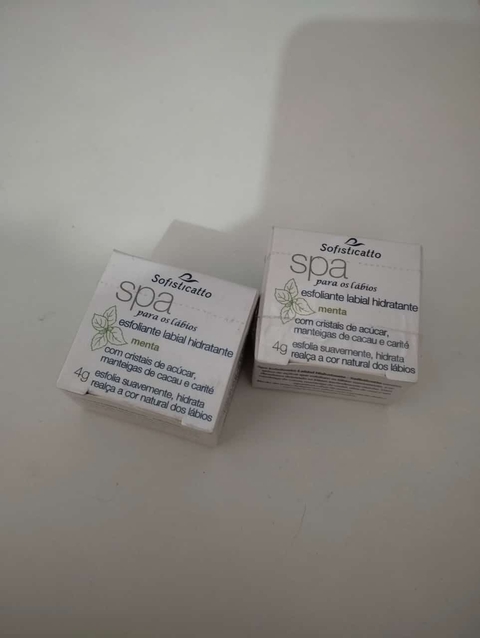 Sofisticatto
spa
para os lábios
esfoliante labial hidratante
menta
com cristais de acúcar,
manteigas de cacau e carité
4g
esfolia suavemente, hidrata
realça a cor natural dos lábios
Sofisticatto
spa
para os lábios
esfoliante labial hidratante
menta
com cristais de acúcar,
manteigas de cacau e carité
4g
esfolia suavemente, hidrata
realça a cor natural dos lábios